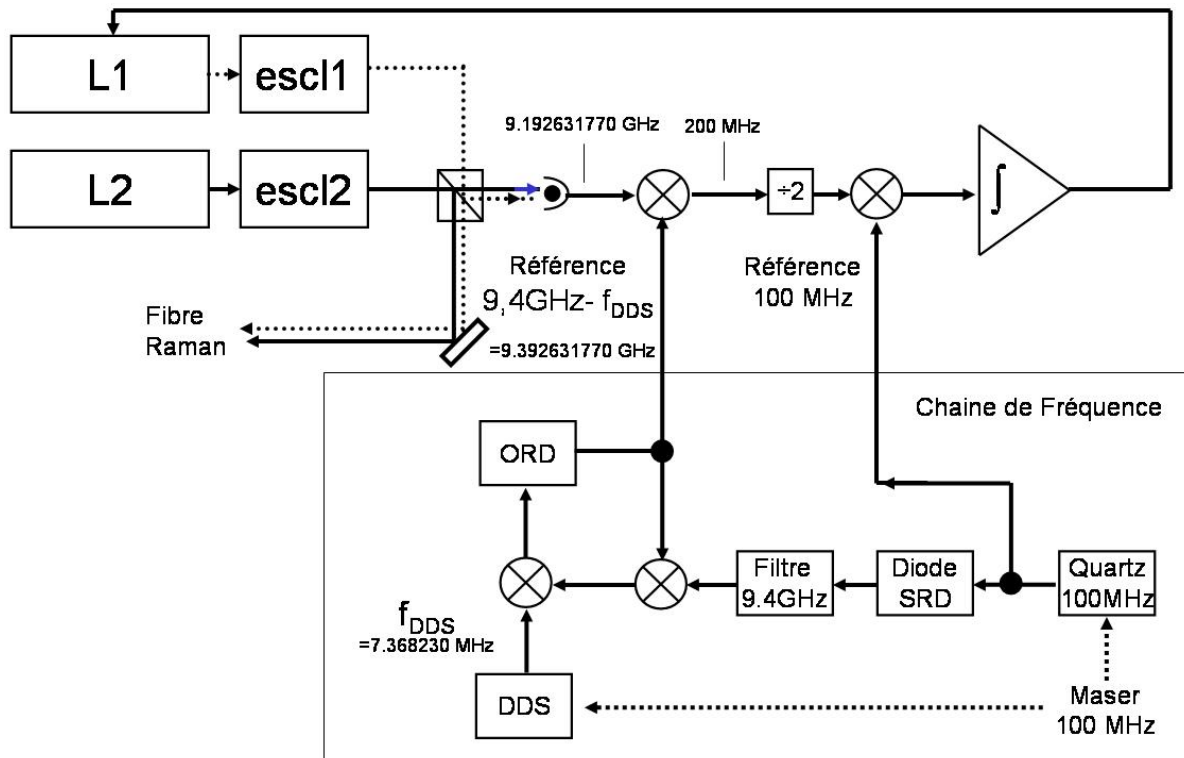 L1
escl1
L2
escl2
9.192631770 GHz
200 MHz
÷2
∫
Référence
9,4GHz- fDDS
=9.392631770 GHz
Référence
100 MHz
Fibre
Raman
Chaine de Fréquence
ORD
Filtre
9.4GHz
Diode
SRD
Quartz
100MHz
fDDS
=7.368230 MHz
DDS
Maser
100 MHz